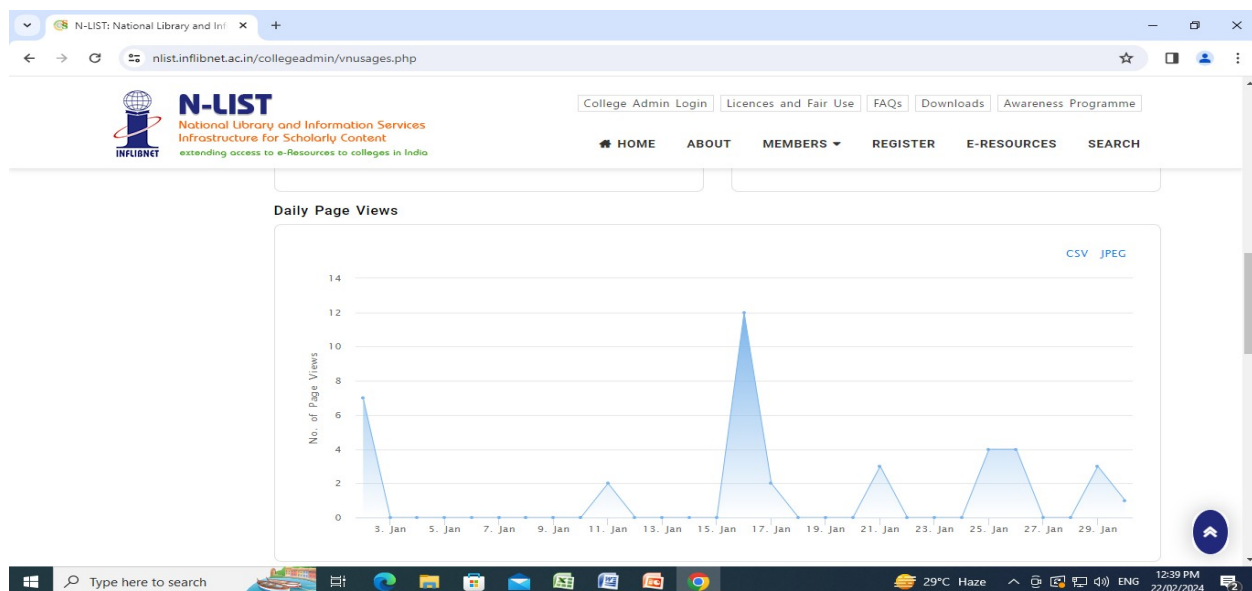 N-LIST: National Library and Inf
nlist.inflibnet.ac.in/collegeadmin/vnusages.php
INFLIBNET
N-LIST
National Library and Information Services
Infrastructure for Scholarly Content
extending access to e-Resources to colleges in India
College Admin Login Licences and Fair Use FAQs Downloads Awareness Programme
HOME ABOUT MEMBERS REGISTER E-RESOURCES SEARCH
Daily Page Views
CSV JPEG
No. of Page Views
14
12
10
8
6
4
2
0
3. Jan 5. Jan 7. Jan 9. Jan 11. Jan 13. Jan 15. Jan 17. Jan 19. Jan 21. Jan 23. Jan 25. Jan 27. Jan 29. Jan
Type here to search
29°C Haze ENG
12:39 PM
22/02/2024
2